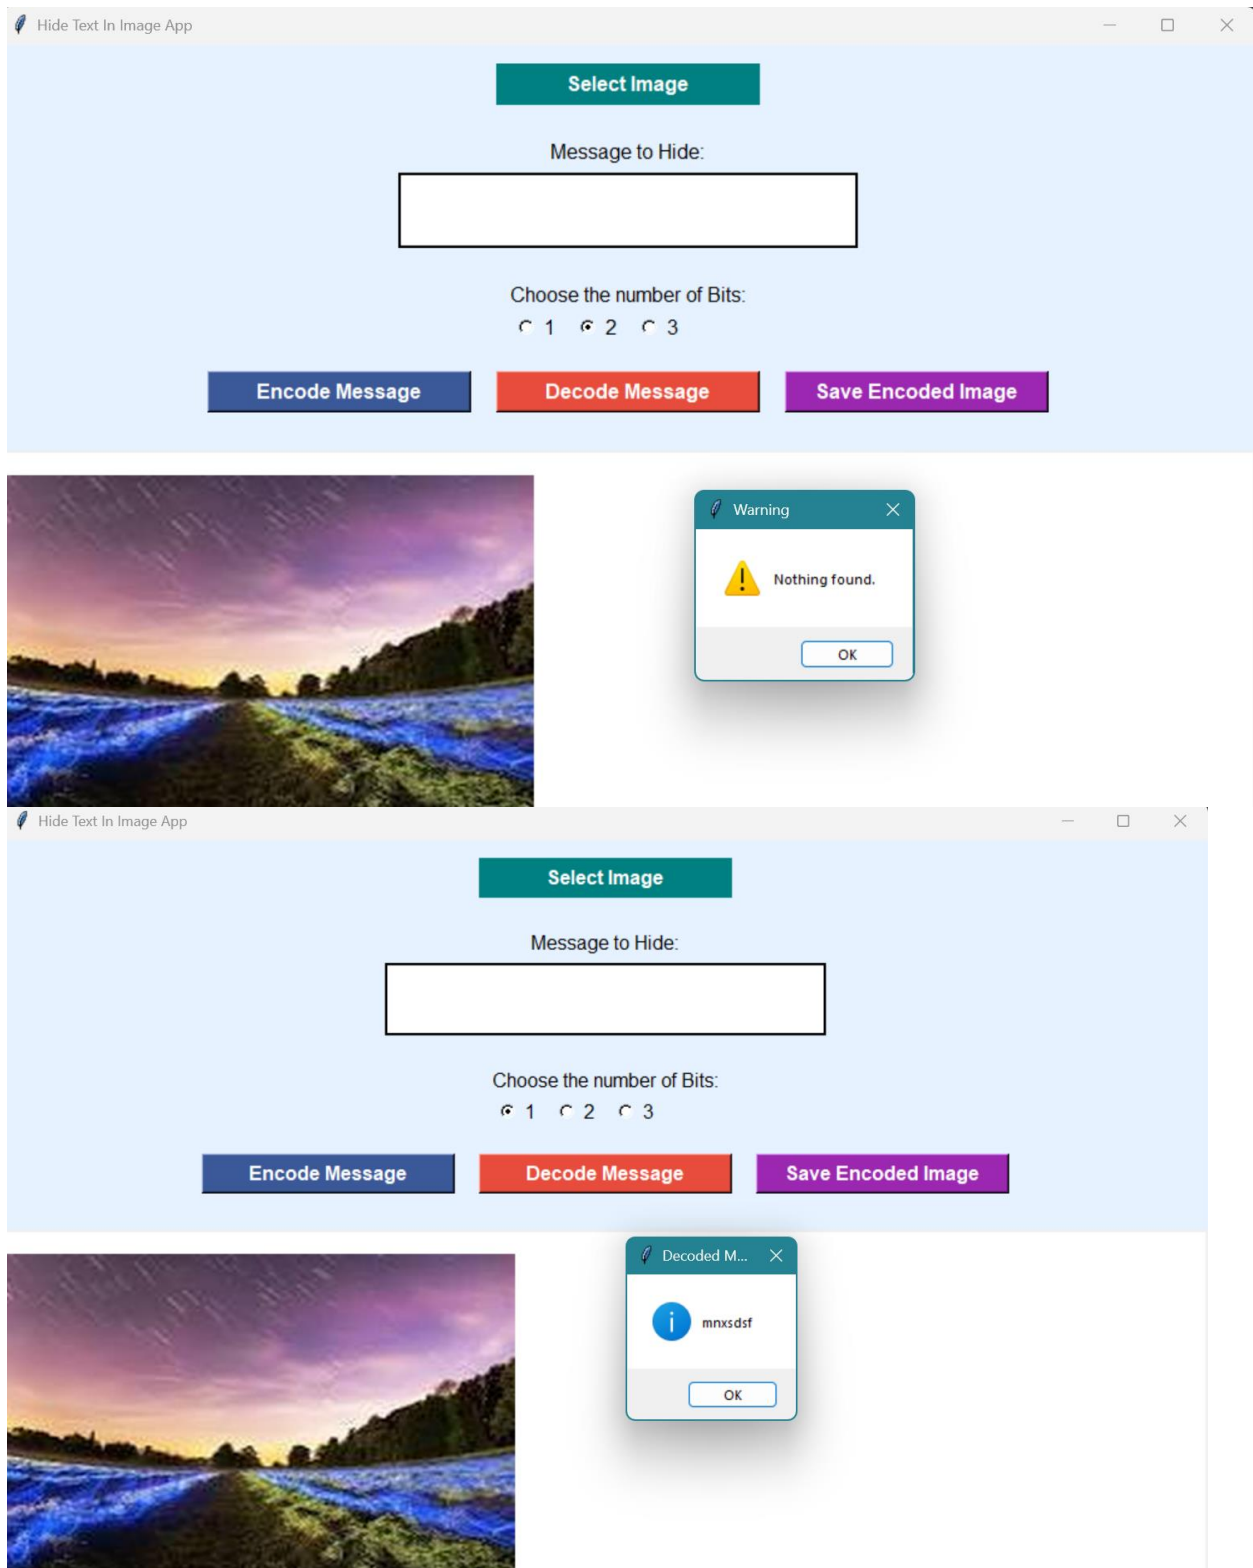 Hide Text In Image App
Select Image
Message to Hide:
Choose the number of Bits:
1 2 3
Encode Message Decode Message Save Encoded Image
Warning
Nothing found.
OK
Hide Text In Image App
Select Image
Message to Hide:
Choose the number of Bits:
1 2 3
Encode Message Decode Message Save Encoded Image
Decoded M...
mnxsdsf
OK